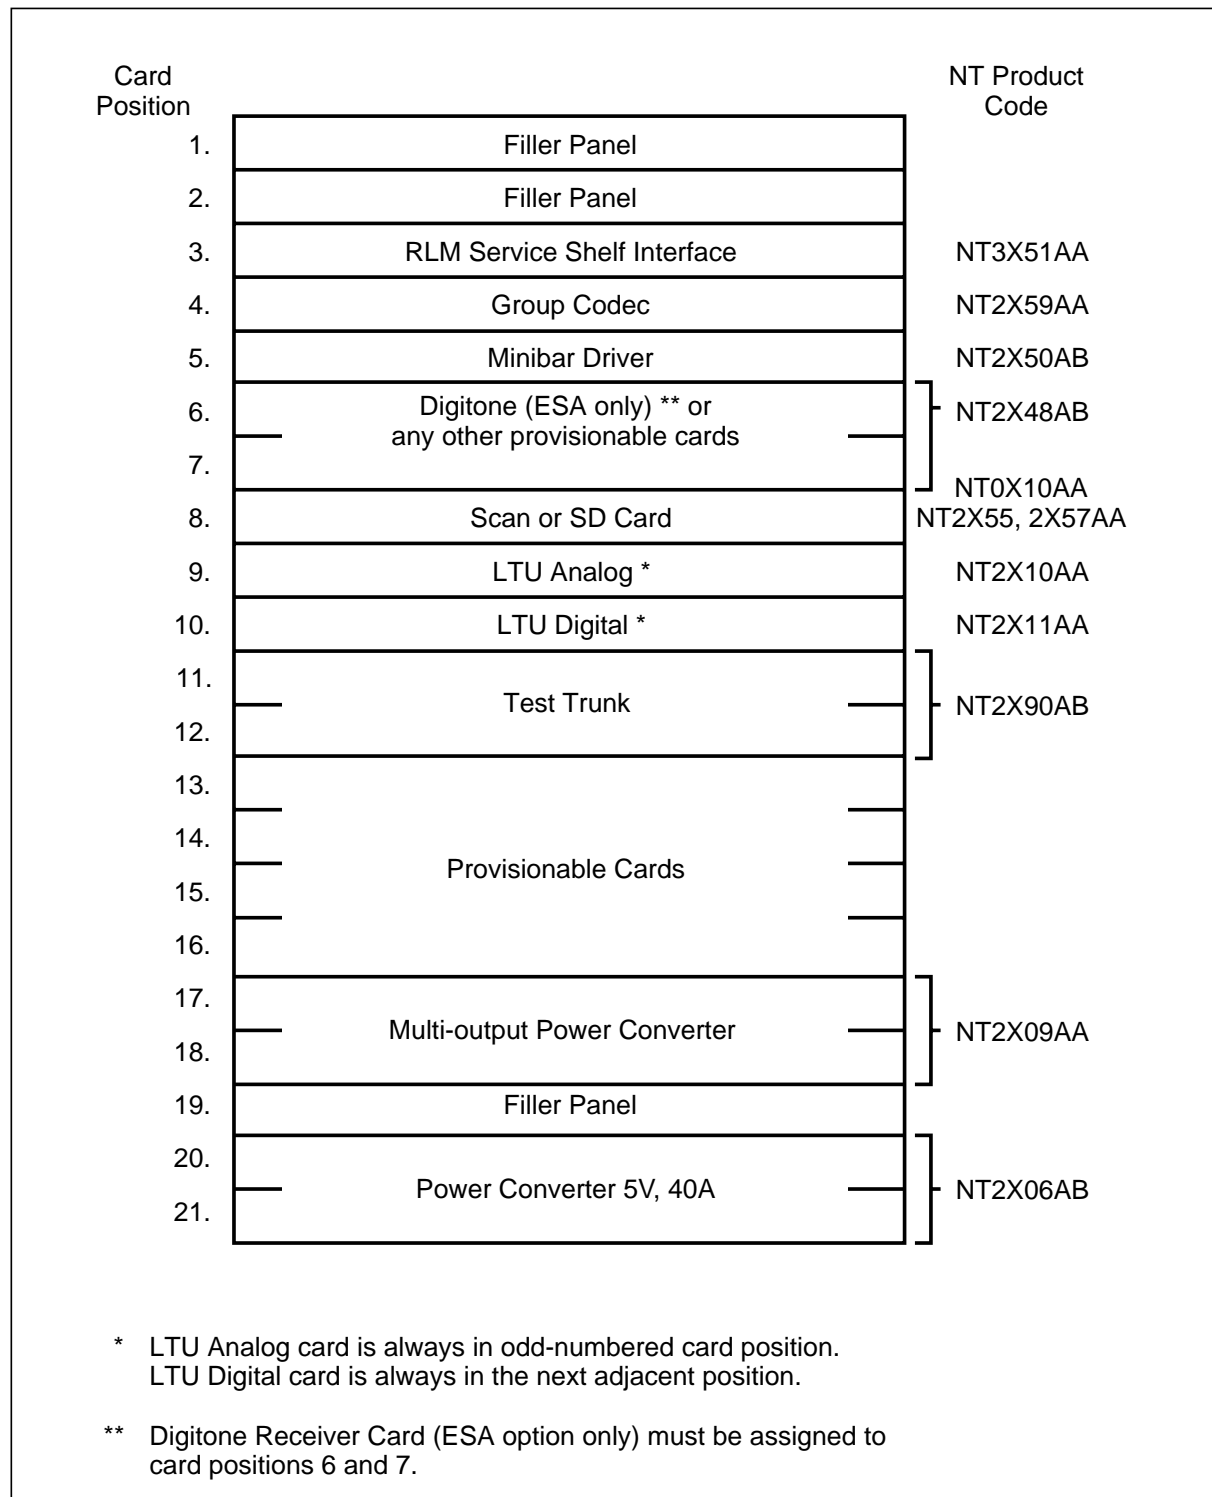 Card
Position
NT Product
Code
1. Filler Panel
2. Filler Panel
3. RLM Service Shelf Interface NT3X51AA
4. Group Codec NT2X59AA
5. Minibar Driver NT2X50AB
6. Digitone (ESA only) ** or NT2X48AB
any other provisionable cards
7.
NT0X10AA
8. Scan or SD Card NT2X55, 2X57AA
9. LTU Analog * NT2X10AA
10. LTU Digital * NT2X11AA
11.
Test Trunk NT2X90AB
12.
13.
14.
Provisionable Cards
15.
16.
17.
Multi-output Power Converter NT2X09AA
18.
19. Filler Panel
20.
Power Converter 5V, 40A NT2X06AB
21.
* LTU Analog card is always in odd-numbered card position.
LTU Digital card is always in the next adjacent position.
** Digitone Receiver Card (ESA option only) must be assigned to
card positions 6 and 7.